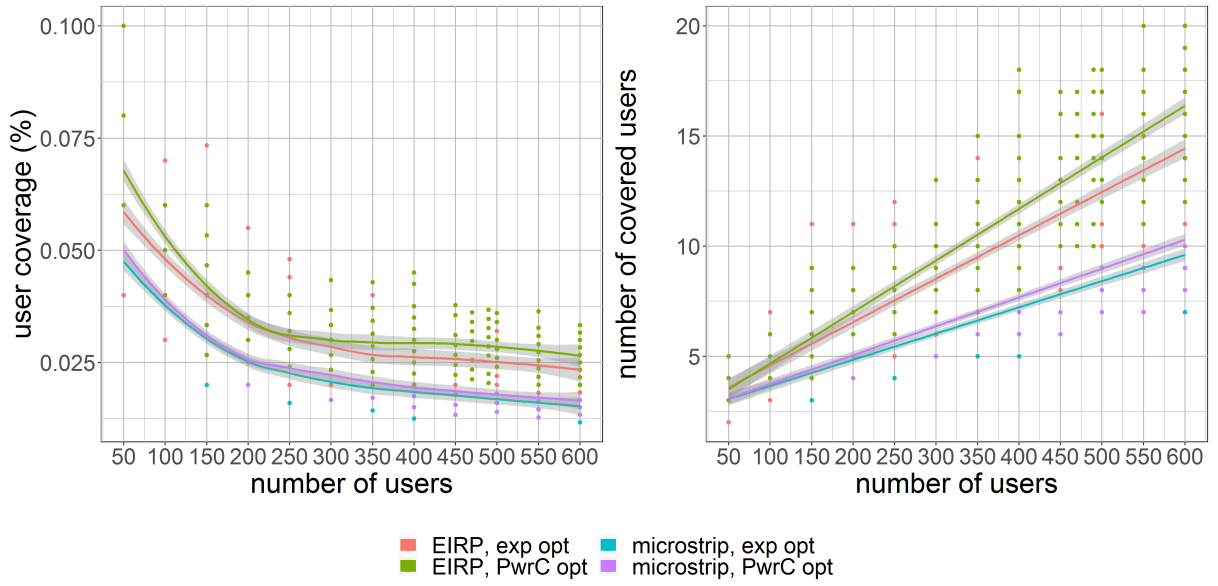 0.100
0.075
0.050
0.025
user coverage (%)
50 100 150 200 250 300 350 400 450 500 550 600
number of users
20
15
10
5
number of covered users
50 100 150 200 250 300 350 400 450 500 550 600
number of users
EIRP, exp opt
EIRP, PwrC opt
microstrip, exp opt
microstrip, PwrC opt